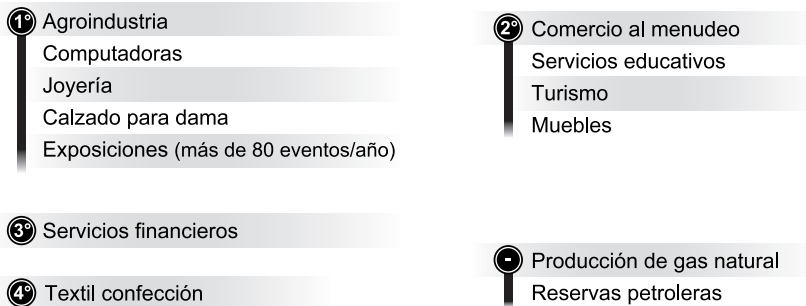 1° Agroindustria
Computadoras
Joyería
Calzado para dama
Exposiciones (más de 80 eventos/año)
2° Comercio al menudeo
Servicios educativos
Turismo
Muebles
3° Servicios financieros
4° Textil confección
- Producción de gas natural
Reservas petroleras